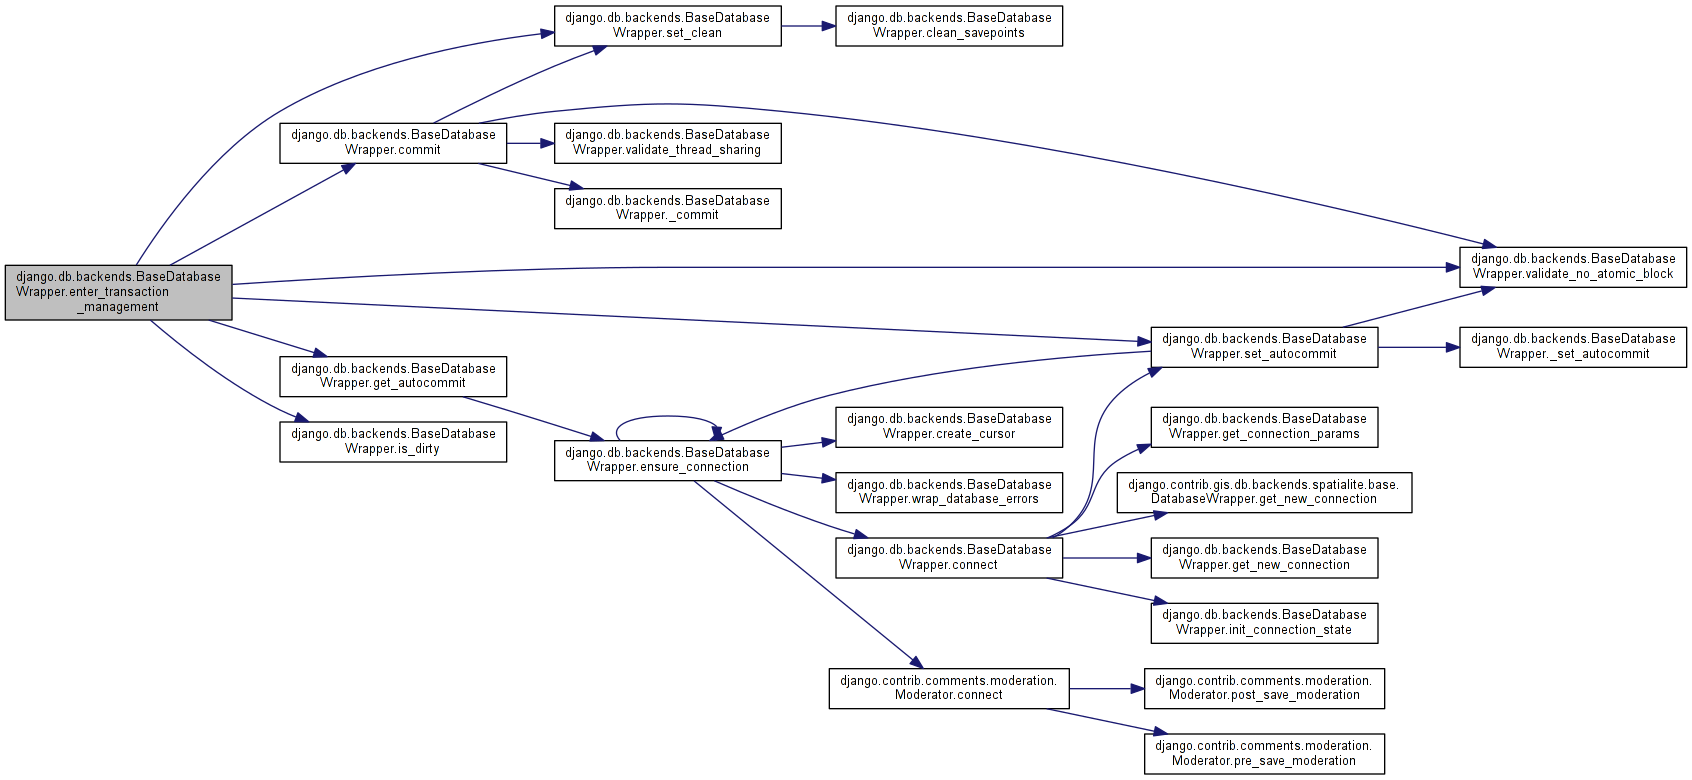 django.db.backends.BaseDatabase
Wrapper.set_clean
django.db.backends.BaseDatabase
Wrapper.clean_savepoints
django.db.backends.BaseDatabase
Wrapper.commit
django.db.backends.BaseDatabase
Wrapper.validate_thread_sharing
django.db.backends.BaseDatabase
Wrapper._commit
django.db.backends.BaseDatabase
Wrapper.validate_no_atomic_block
django.db.backends.BaseDatabase
Wrapper.enter_transaction
_management
django.db.backends.BaseDatabase
Wrapper.set_autocommit
django.db.backends.BaseDatabase
Wrapper._set_autocommit
django.db.backends.BaseDatabase
Wrapper.get_autocommit
django.db.backends.BaseDatabase
Wrapper.is_dirty
django.db.backends.BaseDatabase
Wrapper.ensure_connection
django.db.backends.BaseDatabase
Wrapper.create_cursor
django.db.backends.BaseDatabase
Wrapper.get_connection_params
django.db.backends.BaseDatabase
Wrapper.wrap_database_errors
django.contrib.gis.db.backends.spatialite.base.
DatabaseWrapper.get_new_connection
django.db.backends.BaseDatabase
Wrapper.connect
django.db.backends.BaseDatabase
Wrapper.get_new_connection
django.db.backends.BaseDatabase
Wrapper.init_connection_state
django.contrib.comments.moderation.
Moderator.connect
django.contrib.comments.moderation.
Moderator.post_save_moderation
django.contrib.comments.moderation.
Moderator.pre_save_moderation